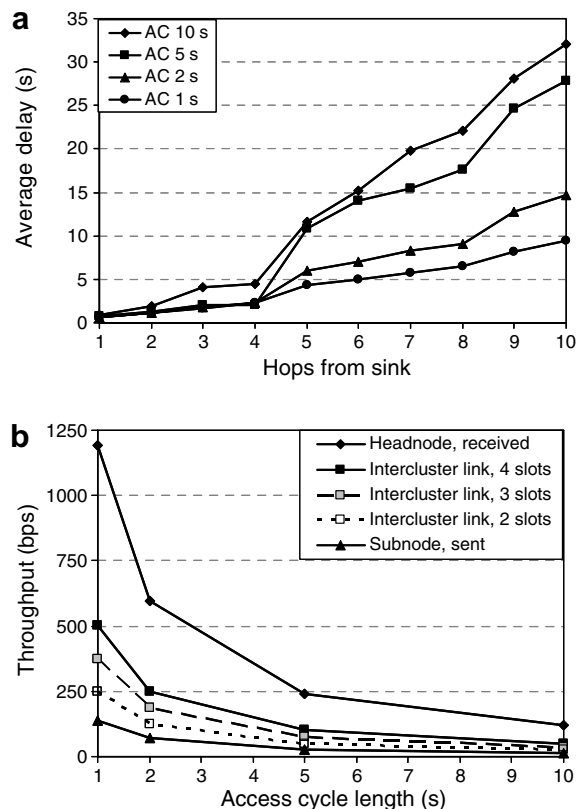 a
35
30
25
20
15
10
5
0
Average delay (s)
AC 10 s
AC 5 s
AC 2 s
AC 1 s
1 2 3 4 5 6 7 8 9 10
Hops from sink
b
1250
1000
750
500
250
0
Throughput (bps)
Headnode, received
Intercluster link, 4 slots
Intercluster link, 3 slots
Intercluster link, 2 slots
Subnode, sent
1 2 3 4 5 6 7 8 9 10
Access cycle length (s)